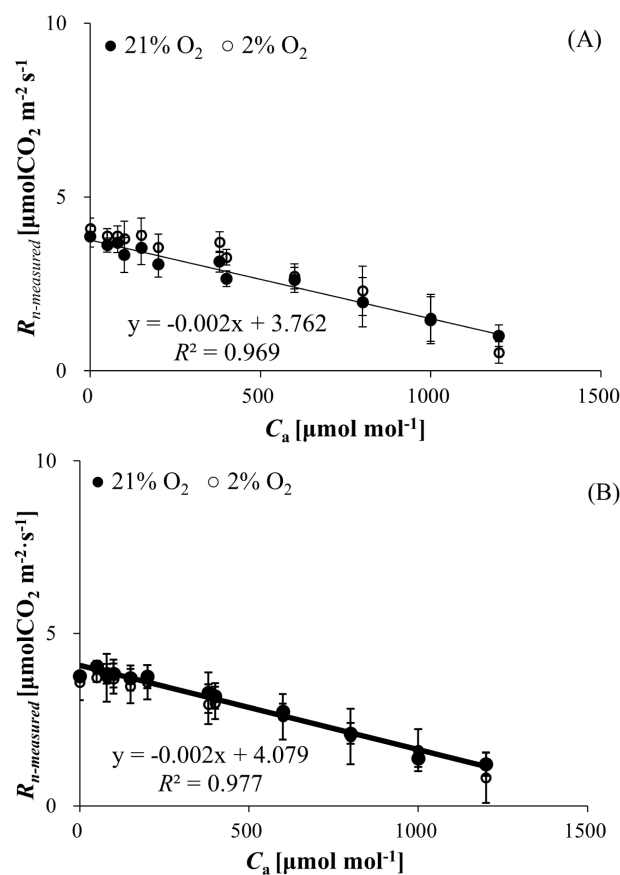 10
(A)
21% O₂
2% O₂
Rₙ₋measured [µmolCO₂ m⁻² s⁻¹]
5
y = -0.002x + 3.762
R² = 0.969
0
0 500 1000 1500
Cₐ [µmol mol⁻¹]
10
21% O₂
2% O₂
(B)
Rₙ₋measured [µmolCO₂ m⁻²·s⁻¹]
5
y = -0.002x + 4.079
R² = 0.977
0
0 500 1000 1500
Cₐ [µmol mol⁻¹]